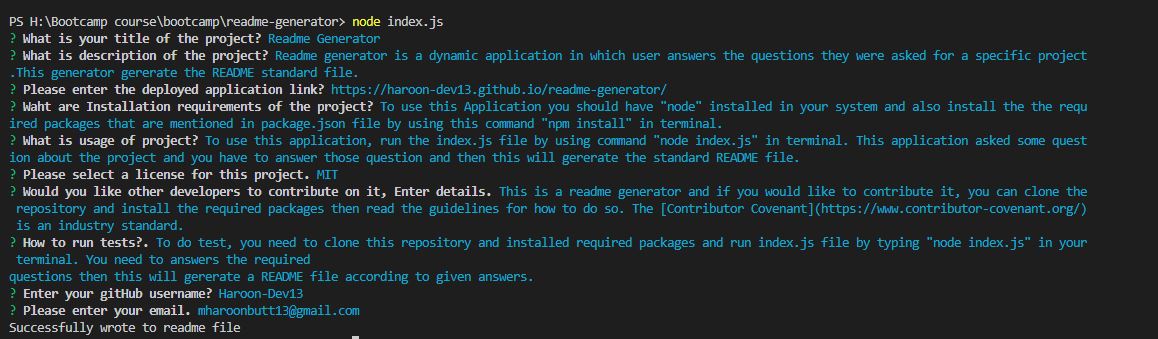 PS H:\Bootcamp course\bootcamp\readme-generator> node index.js
? What is your title of the project? Readme Generator
? What is description of the project? Readme generator is a dynamic application in which user answers the questions they were asked for a specific project
.This generator gererate the README standard file.
? Please enter the deployed application link? https://haroon-dev13.github.io/readme-generator/
? Waht are Installation requirements of the project? To use this Application you should have "node" installed in your system and also install the the requ
ired packages that are mentioned in package.json file by using this command "npm install" in terminal.
? What is usage of project? To use this application, run the index.js file by using command "node index.js" in terminal. This application asked some quest
ion about the project and you have to answer those question and then this will gererate the standard README file.
? Please select a license for this project. MIT
? Would you like other developers to contribute on it, Enter details. This is a readme generator and if you would like to contribute it, you can clone the
 repository and install the required packages then read the guidelines for how to do so. The [Contributor Covenant](https://www.contributor-covenant.org/)
 is an industry standard.
? How to run tests?. To do test, you need to clone this repository and installed required packages and run index.js file by typing "node index.js" in your
 terminal. You need to answers the required
questions then this will gererate a README file according to given answers.
? Enter your gitHub username? Haroon-Dev13
? Please enter your email. mharoonbutt13@gmail.com
Successfully wrote to readme file